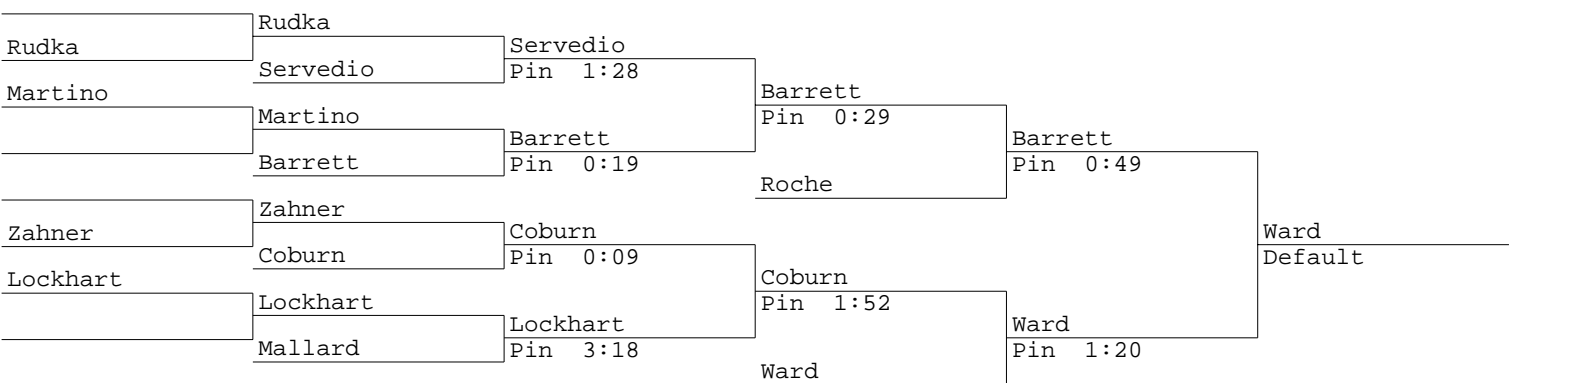 Rudka
Rudka
Servedio
Servedio
Pin 1:28
Martino
Martino
Barrett
Barrett
Pin 0:19
Barrett
Pin 0:29
Roche
Barrett
Pin 0:49
Zahner
Zahner
Coburn
Coburn
Pin 0:09
Lockhart
Lockhart
Mallard
Lockhart
Pin 3:18
Coburn
Pin 1:52
Ward
Ward
Pin 1:20
Ward
Default